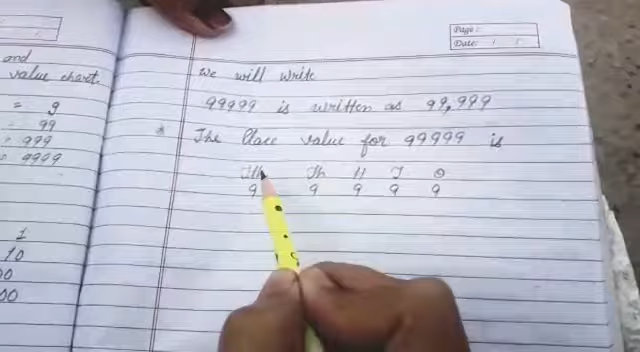 and
value chart.
= 9
= 99
= 999
= 9999
1
10
00
00
Page:
Date: / /
We will write
99999 is written as 99,999
* The Place value for 99999 is
Th H T O
9 9 9 9 9